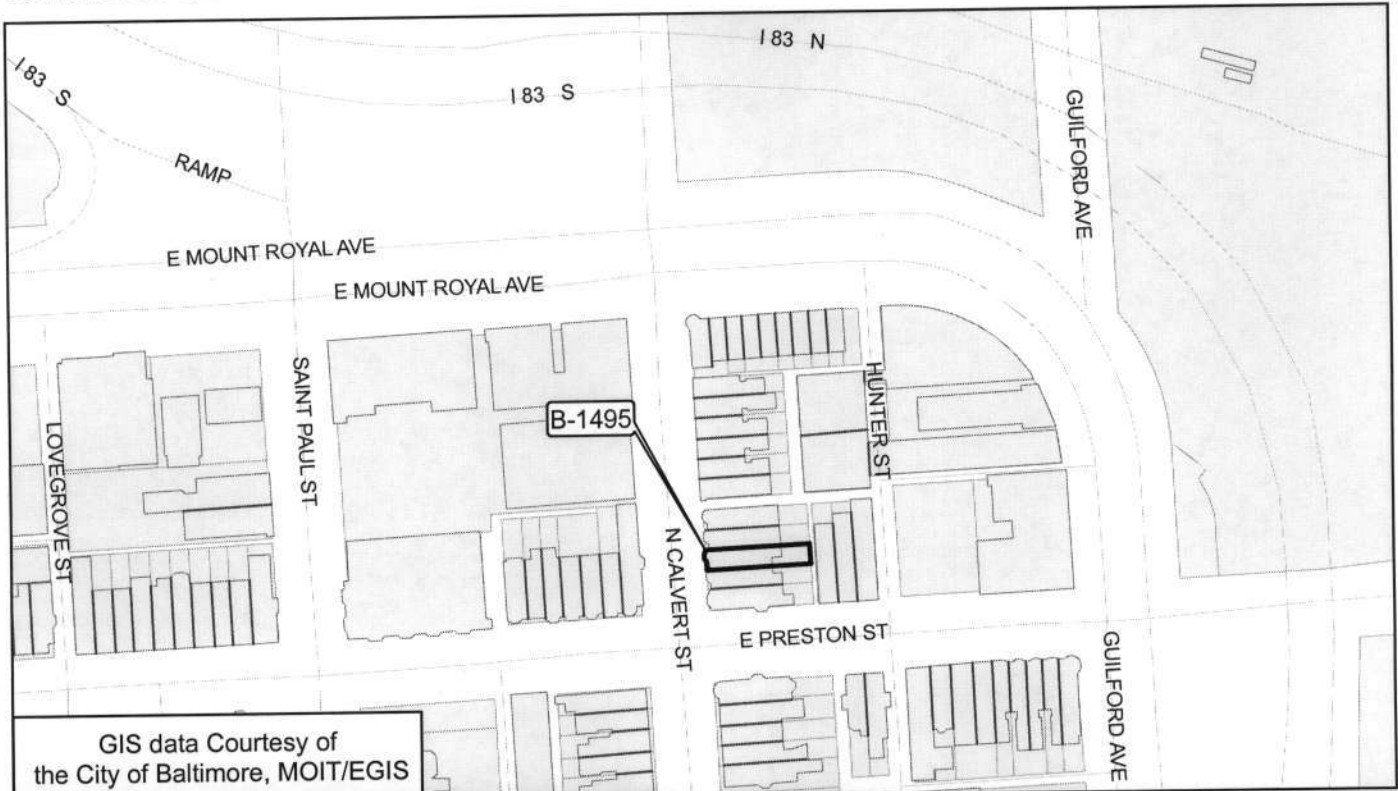 I 83 N
I 83 S
I 83 S
RAMP
GUILFORD AVE
E MOUNT ROYAL AVE
E MOUNT ROYAL AVE
SAINT PAUL ST
HUNTER ST
B-1495
LOVEGROVE ST
N CALVERT ST
E PRESTON ST
GUILFORD AVE
GIS data Courtesy of
the City of Baltimore, MOIT/EGIS